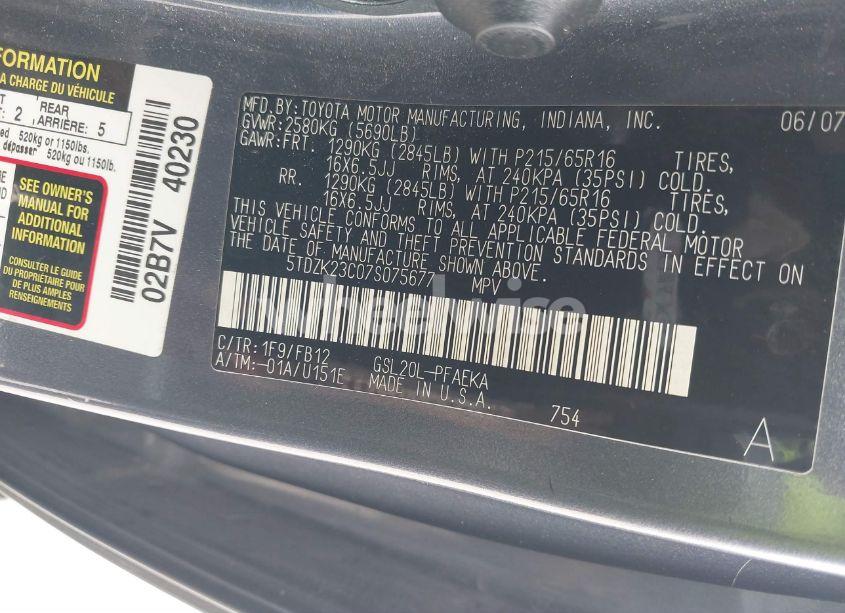 FORMATION
A CHARGE DU VÉHICULE
2
REAR
ARRIÈRE: 5
520kg or 1150lbs.
dépasser 520kg ou 1150lb.
SEE OWNER'S
MANUAL FOR
ADDITIONAL
INFORMATION
CONSULTER LE GUIDE
DU PROPRIÉTAIRE POUR
DE PLUS AMPLES
RENSEIGNEMENTS
02B7V 40230
MFD.BY:TOYOTA MOTOR MANUFACTURING, INDIANA, INC. 06/07
GVWR:2580KG (5690LB)
GAWR:FRT. 1290KG (2845LB) WITH P215/65R16 TIRES,
16X6.5JJ RIMS, AT 240KPA (35PSI) COLD.
RR. 1290KG (2845LB) WITH P215/65R16 TIRES,
16X6.5JJ RIMS, AT 240KPA (35PSI) COLD.
THIS VEHICLE CONFORMS TO ALL APPLICABLE FEDERAL MOTOR
VEHICLE SAFETY AND THEFT PREVENTION STANDARDS IN EFFECT ON
THE DATE OF MANUFACTURE SHOWN ABOVE.
5TDZK23C07S075677 MPV
wheelwise
C/TR:1F9/FB12 GSL20L-PFAEKA
A/TM:-01A/U151E MADE IN U.S.A.
754
A